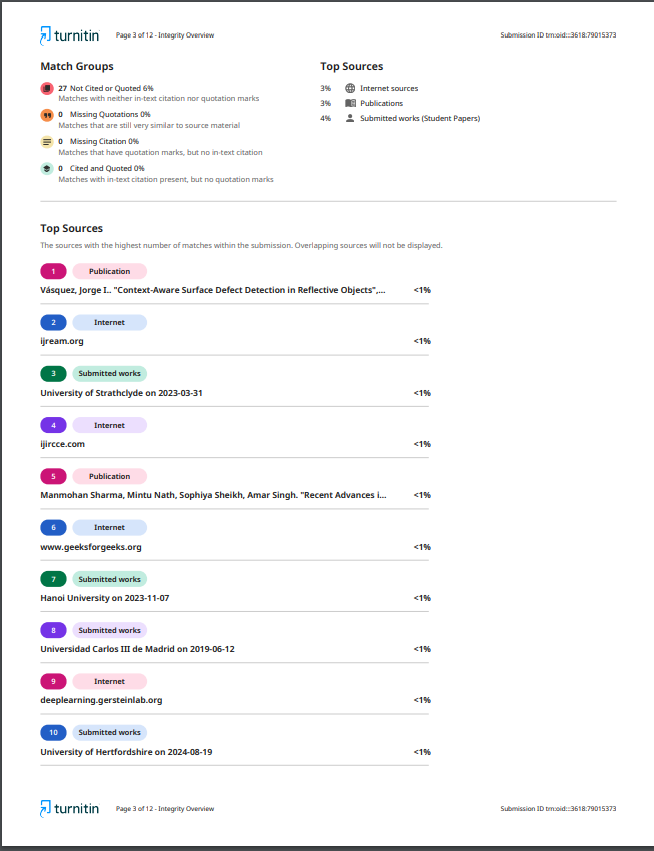 turnitin Page 3 of 12 - Integrity Overview Submission ID trn:oid:::3618:79015373
Match Groups
27 Not Cited or Quoted 6%
Matches with neither in-text citation nor quotation marks
0 Missing Quotations 0%
Matches that are still very similar to source material
0 Missing Citation 0%
Matches that have quotation marks, but no in-text citation
0 Cited and Quoted 0%
Matches with in-text citation present, but no quotation marks
Top Sources
3% Internet sources
3% Publications
4% Submitted works (Student Papers)
Top Sources
The sources with the highest number of matches within the submission. Overlapping sources will not be displayed.
1 Publication
Vásquez, Jorge I.. "Context-Aware Surface Defect Detection in Reflective Objects",... <1%
2 Internet
ijream.org <1%
3 Submitted works
University of Strathclyde on 2023-03-31 <1%
4 Internet
ijircce.com <1%
5 Publication
Manmohan Sharma, Mintu Nath, Sophiya Sheikh, Amar Singh. "Recent Advances i... <1%
6 Internet
www.geeksforgeeks.org <1%
7 Submitted works
Hanoi University on 2023-11-07 <1%
8 Submitted works
Universidad Carlos III de Madrid on 2019-06-12 <1%
9 Internet
deeplearning.gersteinlab.org <1%
10 Submitted works
University of Hertfordshire on 2024-08-19 <1%
turnitin Page 3 of 12 - Integrity Overview Submission ID trn:oid:::3618:79015373